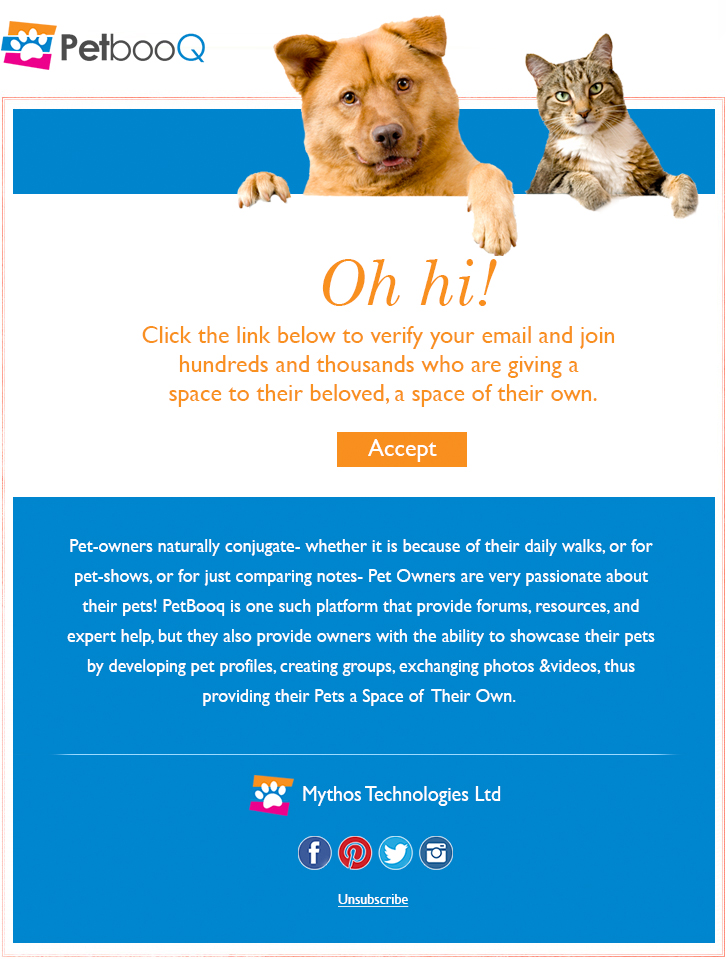 PetbooQ
Oh hi!
Click the link below to verify your email and join
hundreds and thousands who are giving a
space to their beloved, a space of their own.
Accept
Pet-owners naturally conjugate- whether it is because of their daily walks, or for
pet-shows, or for just comparing notes- Pet Owners are very passionate about
their pets! PetBooq is one such platform that provide forums, resources, and
expert help, but they also provide owners with the ability to showcase their pets
by developing pet profiles, creating groups, exchanging photos &videos, thus
providing their Pets a Space of Their Own.
Mythos Technologies Ltd
Unsubscribe